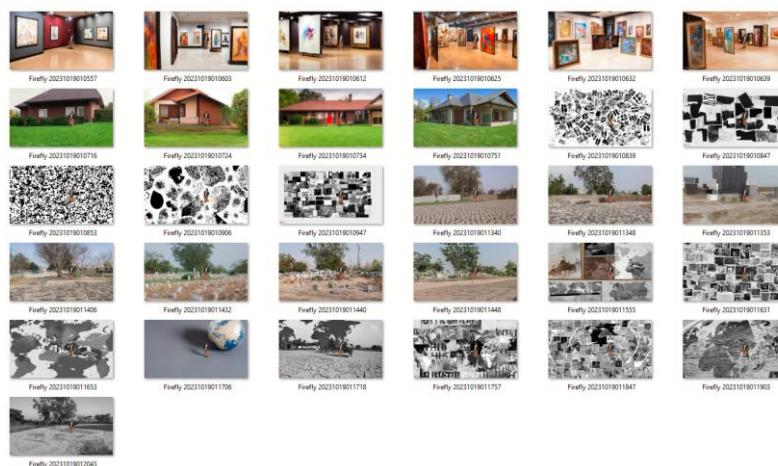 Firefly 20231019010557
Firefly 20231019010603
Firefly 20231019010612
Firefly 20231019010625
Firefly 20231019010632
Firefly 20231019010639
Firefly 20231019010716
Firefly 20231019010724
Firefly 20231019010734
Firefly 20231019010751
Firefly 20231019010839
Firefly 20231019010847
Firefly 20231019010853
Firefly 20231019010906
Firefly 20231019010947
Firefly 20231019011340
Firefly 20231019011348
Firefly 20231019011353
Firefly 20231019011406
Firefly 20231019011432
Firefly 20231019011440
Firefly 20231019011448
Firefly 20231019011555
Firefly 20231019011631
Firefly 20231019011653
Firefly 20231019011706
Firefly 20231019011718
Firefly 20231019011757
Firefly 20231019011847
Firefly 20231019011903
Firefly 20231019012043